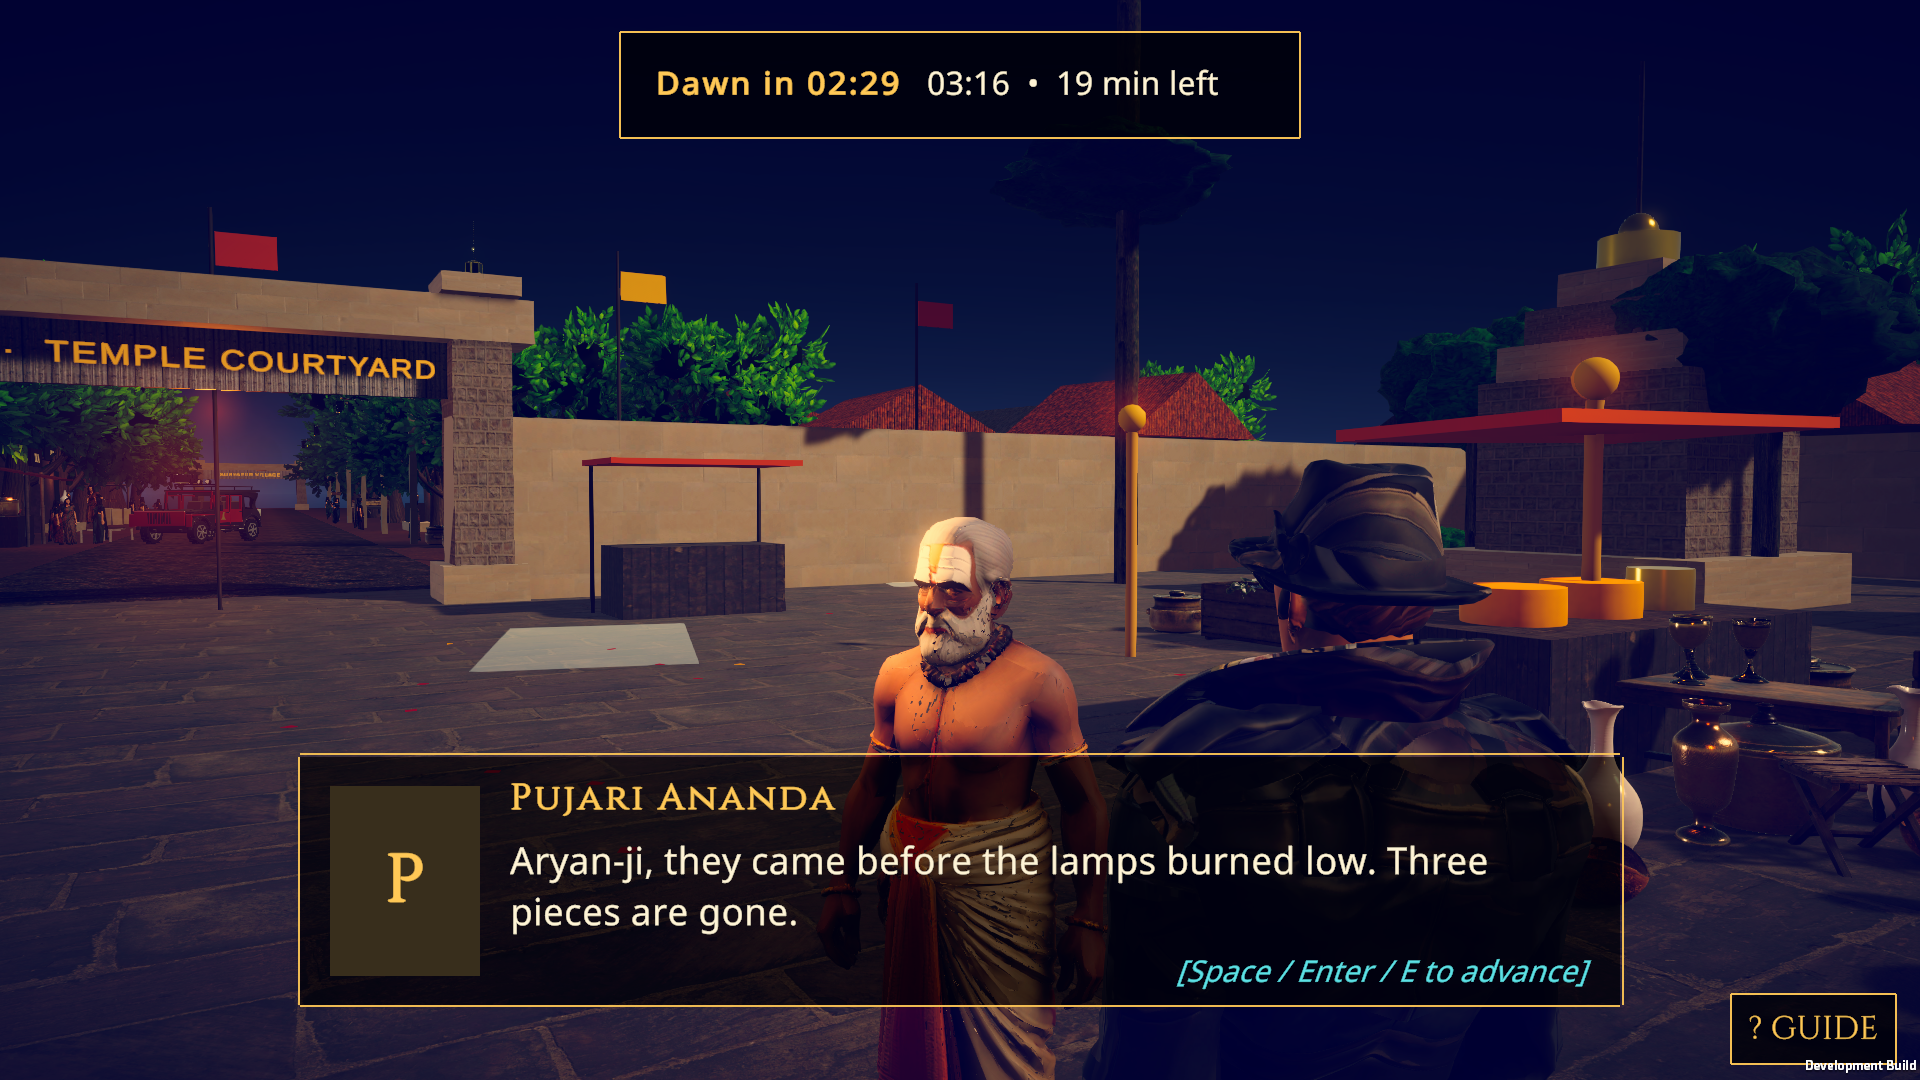 Dawn in 02:29 03:16 • 19 min left
TEMPLE COURTYARD
PUJARI ANANDA
P
Aryan-ji, they came before the lamps burned low. Three
pieces are gone.
[Space / Enter / E to advance]
? GUIDE
Development Build